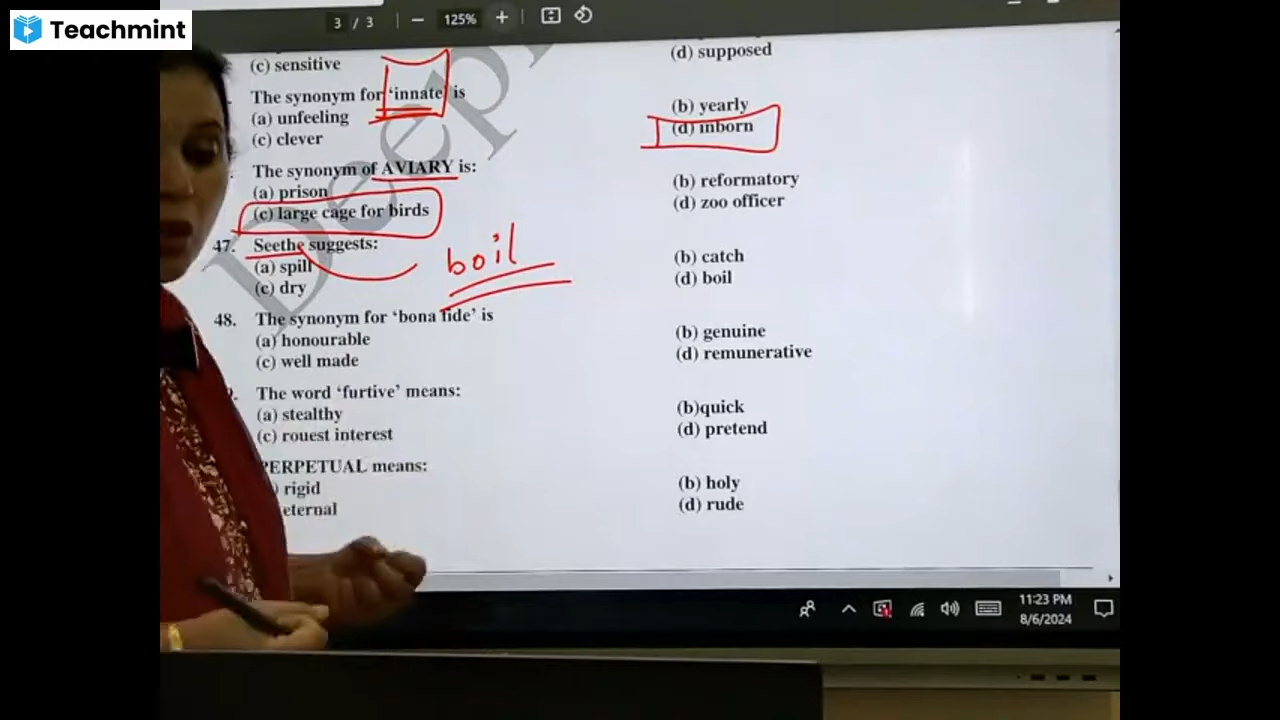 Teachmint
3 / 3 − 125% +
(c) sensitive
(d) supposed
The synonym for ‘innate’ is
(a) unfeeling
(b) yearly
(c) clever
(d) inborn
The synonym of AVIARY is:
(a) prison
(b) reformatory
(c) large cage for birds
(d) zoo officer
47. Seethe suggests:
boil
(a) spill
(b) catch
(c) dry
(d) boil
48. The synonym for ‘bona fide’ is
(a) honourable
(b) genuine
(c) well made
(d) remunerative
The word ‘furtive’ means:
(a) stealthy
(b)quick
(c) rouest interest
(d) pretend
PERPETUAL means:
rigid
(b) holy
eternal
(d) rude
11:23 PM
8/6/2024